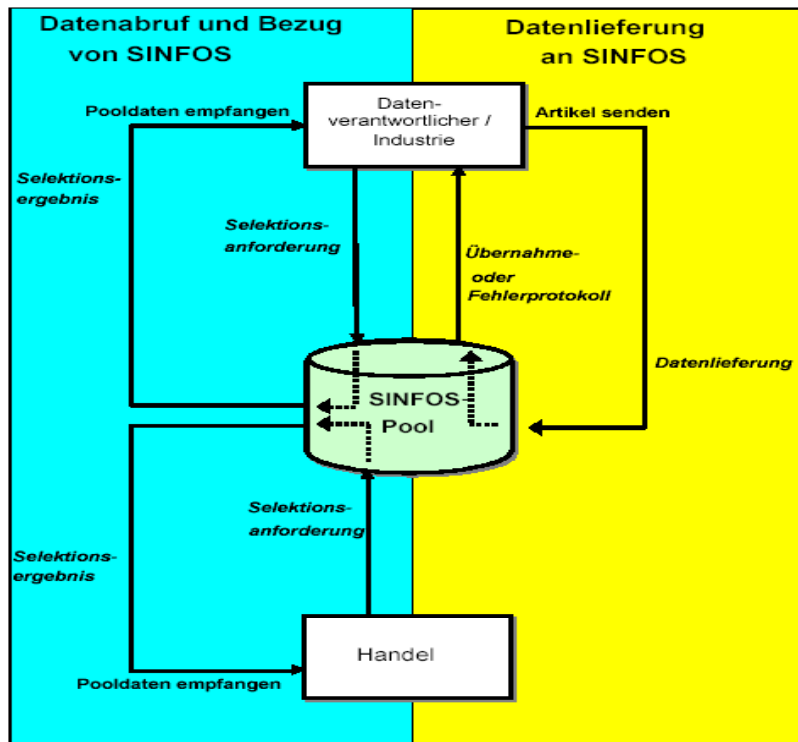 Datenabruf und Bezug
von SINFOS
Datenlieferung
an SINFOS
Pooldaten empfangen
Daten-
verantwortlicher /
Industrie
Artikel senden
Selektions-
ergebnis
Selektions-
anforderung
Übernahme-
oder
Fehlerprotokoll
Datenlieferung
SINFOS-
Pool
Selektions-
anforderung
Selektions-
ergebnis
Handel
Pooldaten empfangen